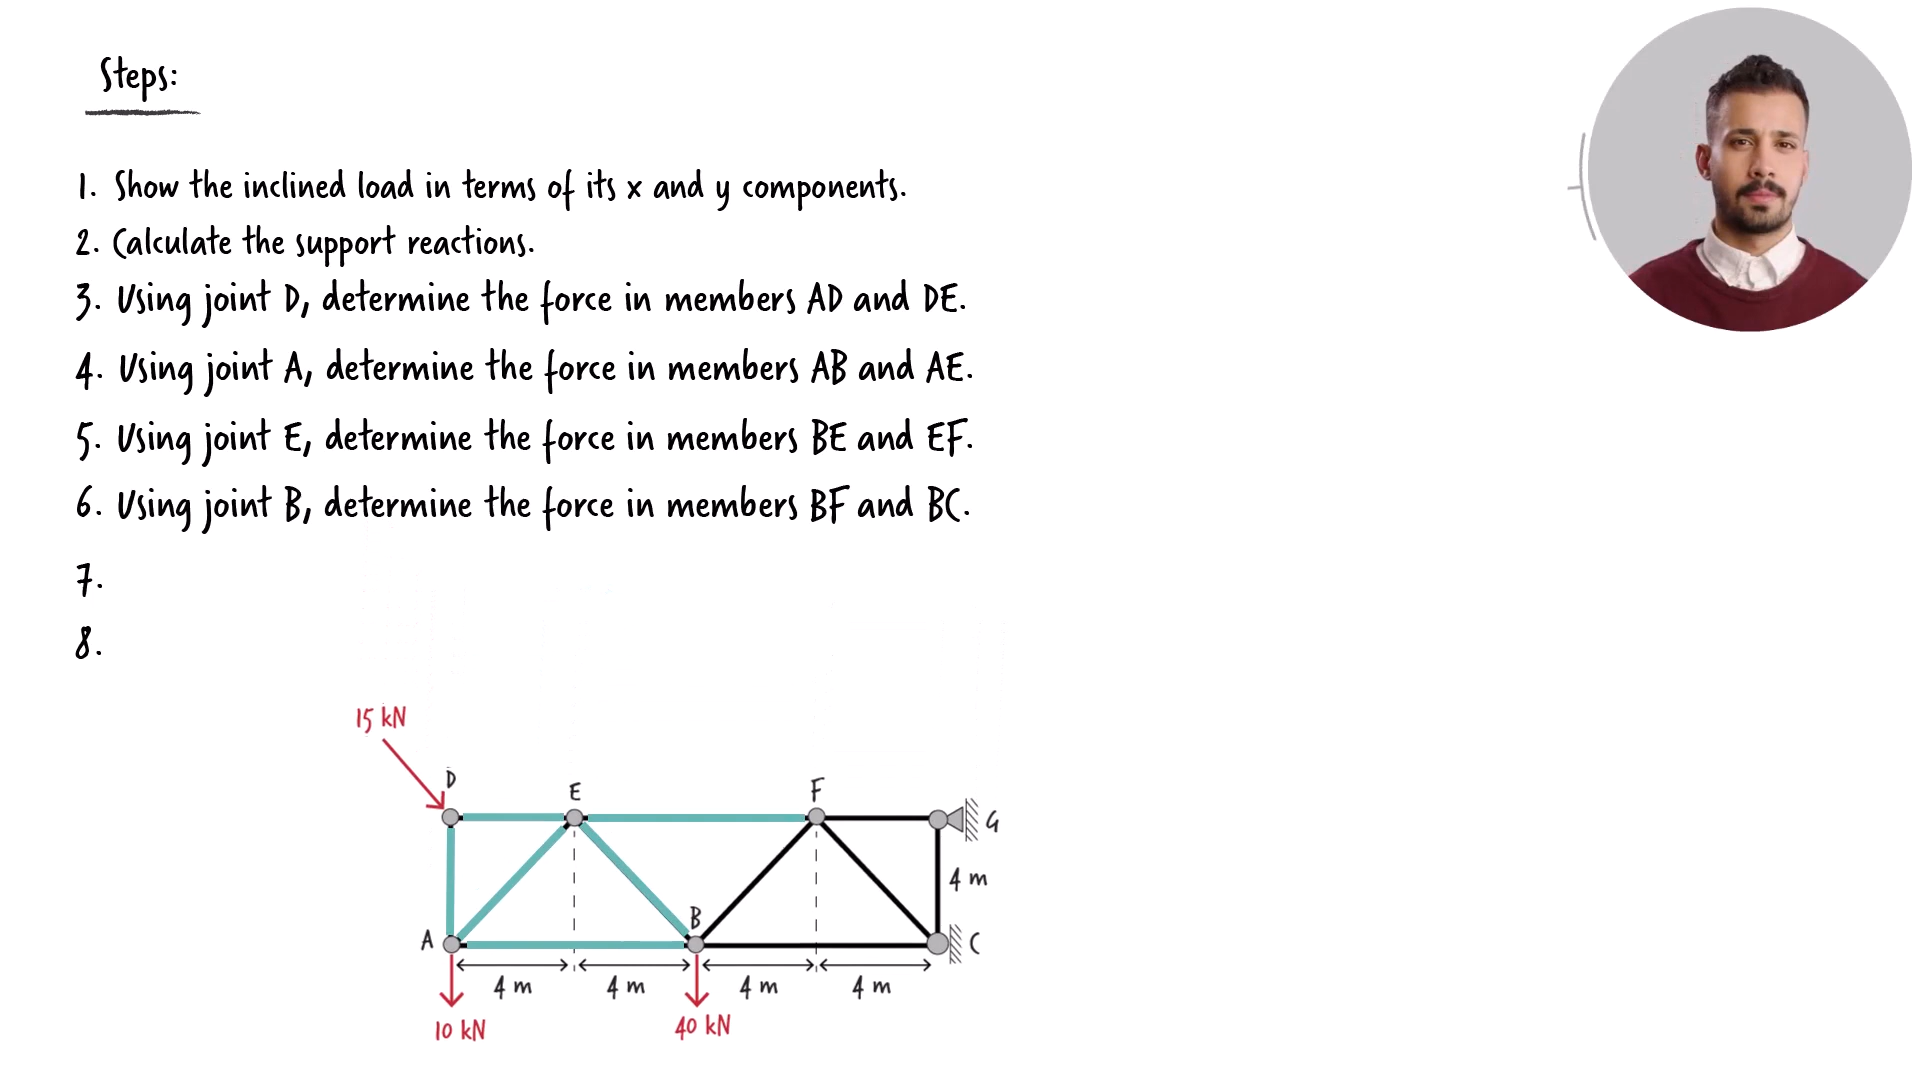 Steps:
1. Show the inclined load in terms of its x and y components.
2. Calculate the support reactions.
3. Using joint D, determine the force in members AD and DE.
4. Using joint A, determine the force in members AB and AE.
5. Using joint E, determine the force in members BE and EF.
6. Using joint B, determine the force in members BF and BC.
7.
8.
15 kN
D
E
F
G
4 m
B
A
C
4 m
4 m
4 m
4 m
10 kN
40 kN